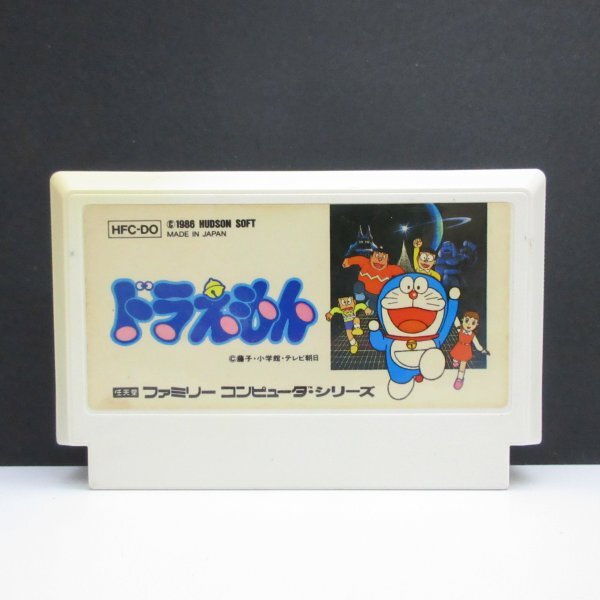 HFC-DO
©1986 HUDSON SOFT
MADE IN JAPAN
ドラえもん
©藤子・小学館・テレビ朝日
任天堂 ファミリー コンピュータ・シリーズ